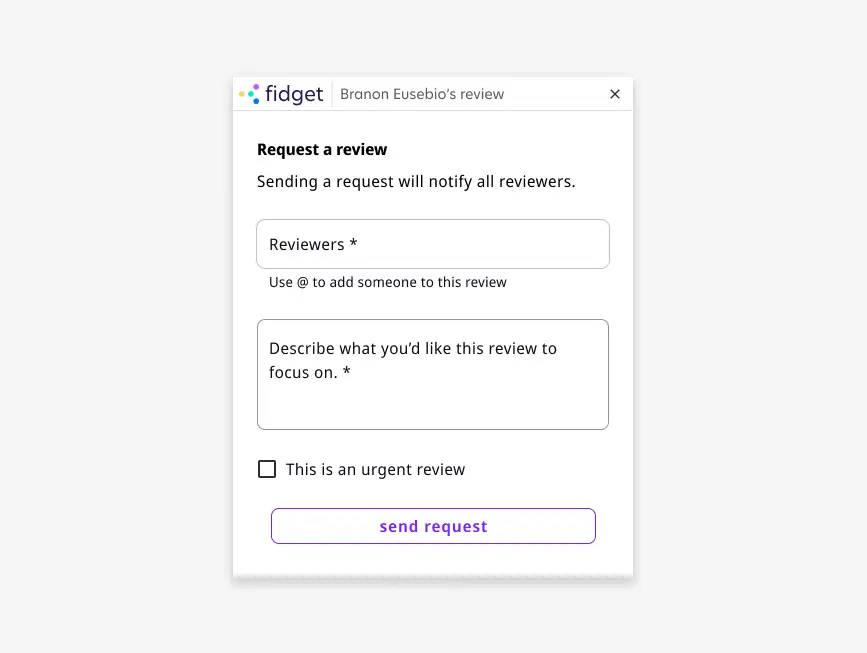 fidget Branon Eusebio's review
Request a review
Sending a request will notify all reviewers.
Reviewers *
Use @ to add someone to this review
Describe what you’d like this review to
focus on. *
This is an urgent review
send request